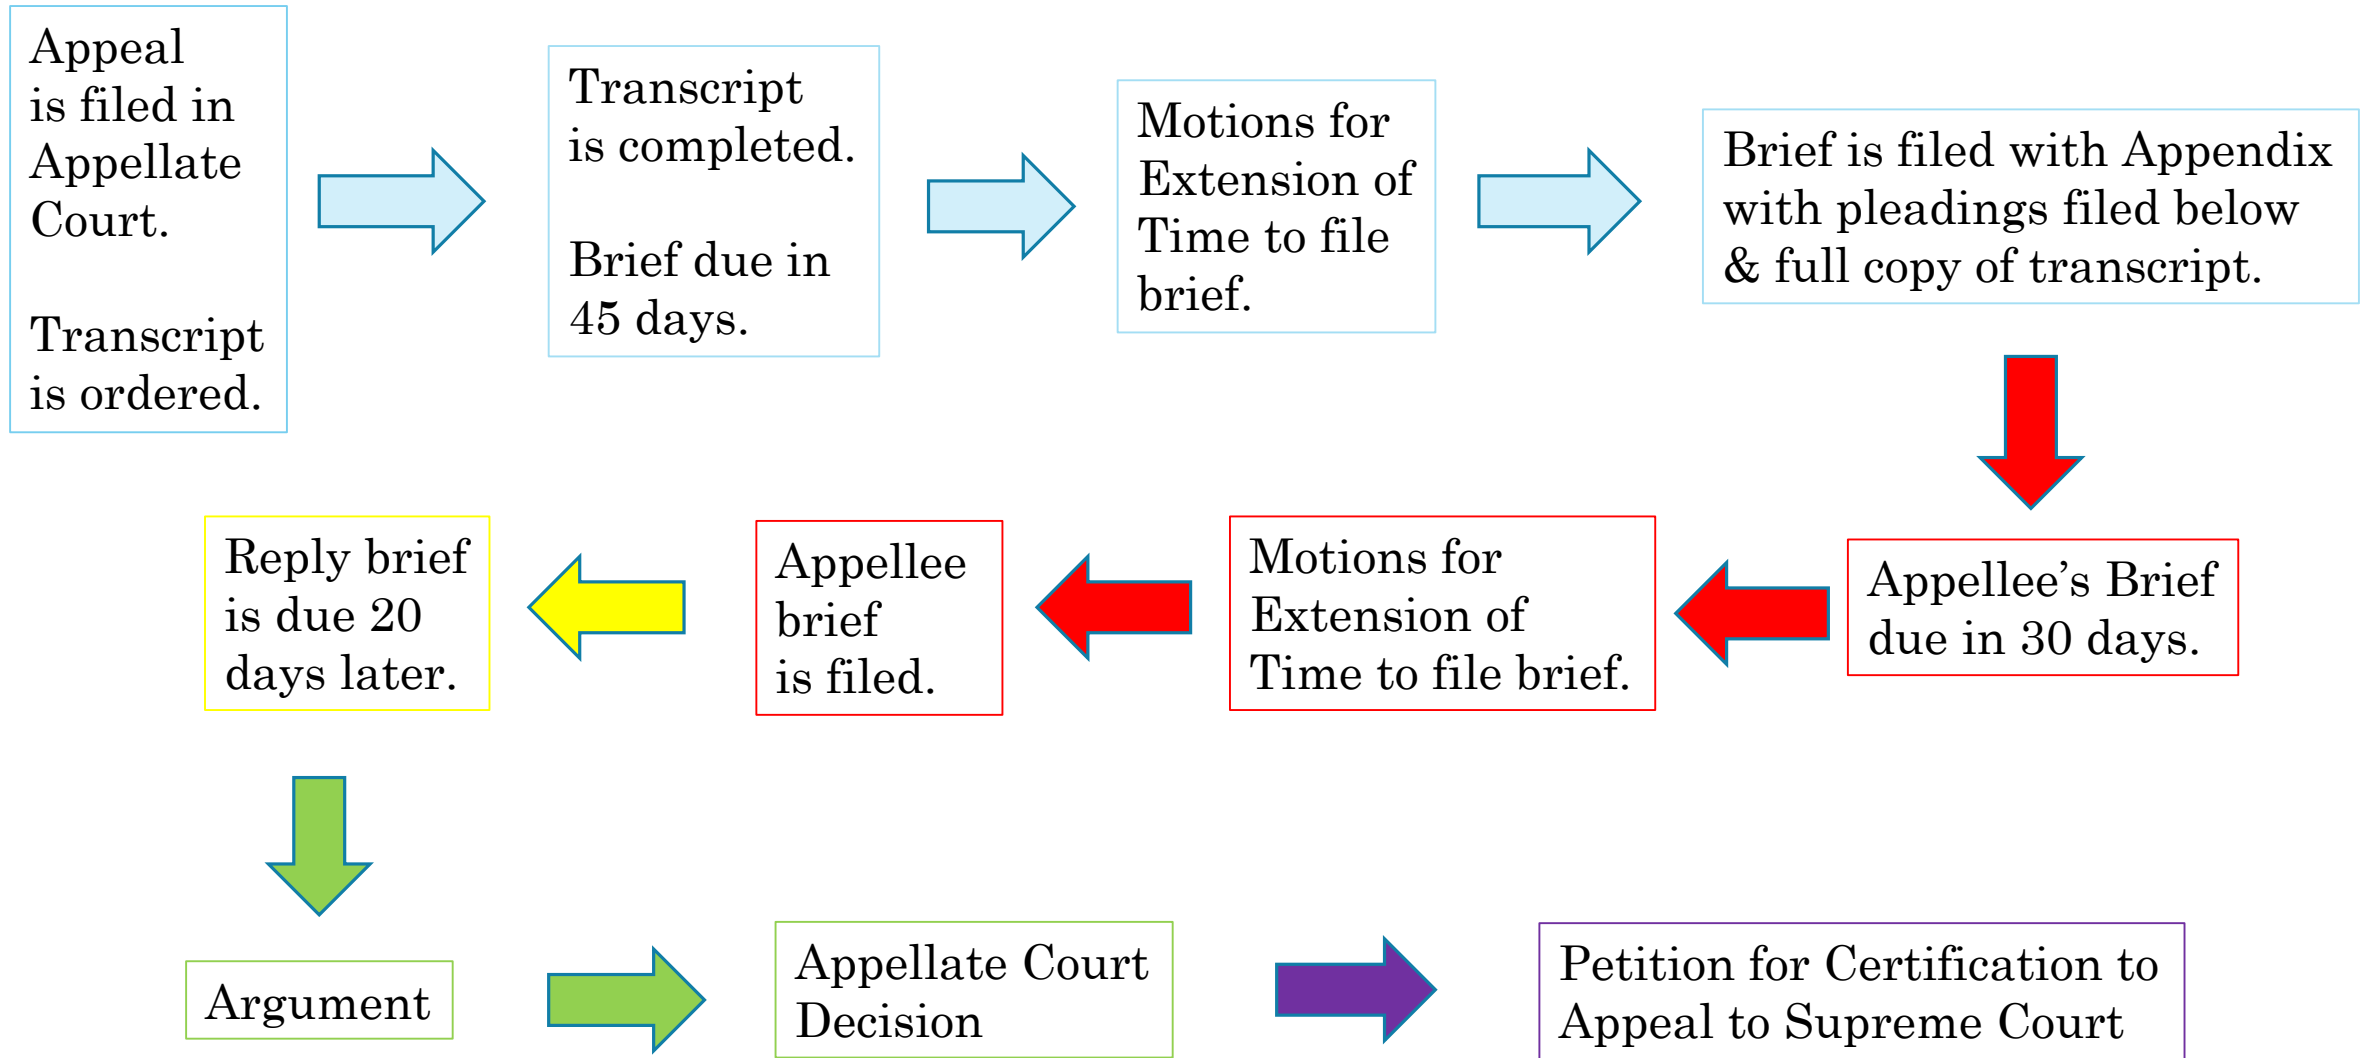 Appeal
is filed in
Appellate
Court.
Transcript
is ordered.
Transcript
is completed.
Brief due in
45 days.
Motions for
Extension of
Time to file
brief.
Brief is filed with Appendix
with pleadings filed below
& full copy of transcript.
Appellee’s Brief
due in 30 days.
Motions for
Extension of
Time to file brief.
Appellee
brief
is filed.
Reply brief
is due 20
days later.
Argument
Appellate Court
Decision
Petition for Certification to
Appeal to Supreme Court